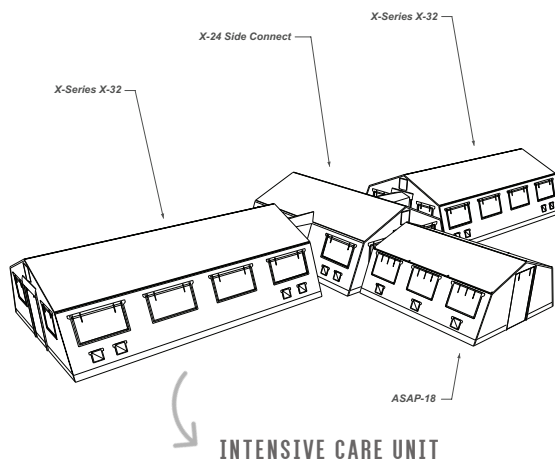 X-Series X-32
X-24 Side Connect
X-Series X-32
ASAP-18
INTENSIVE CARE UNIT